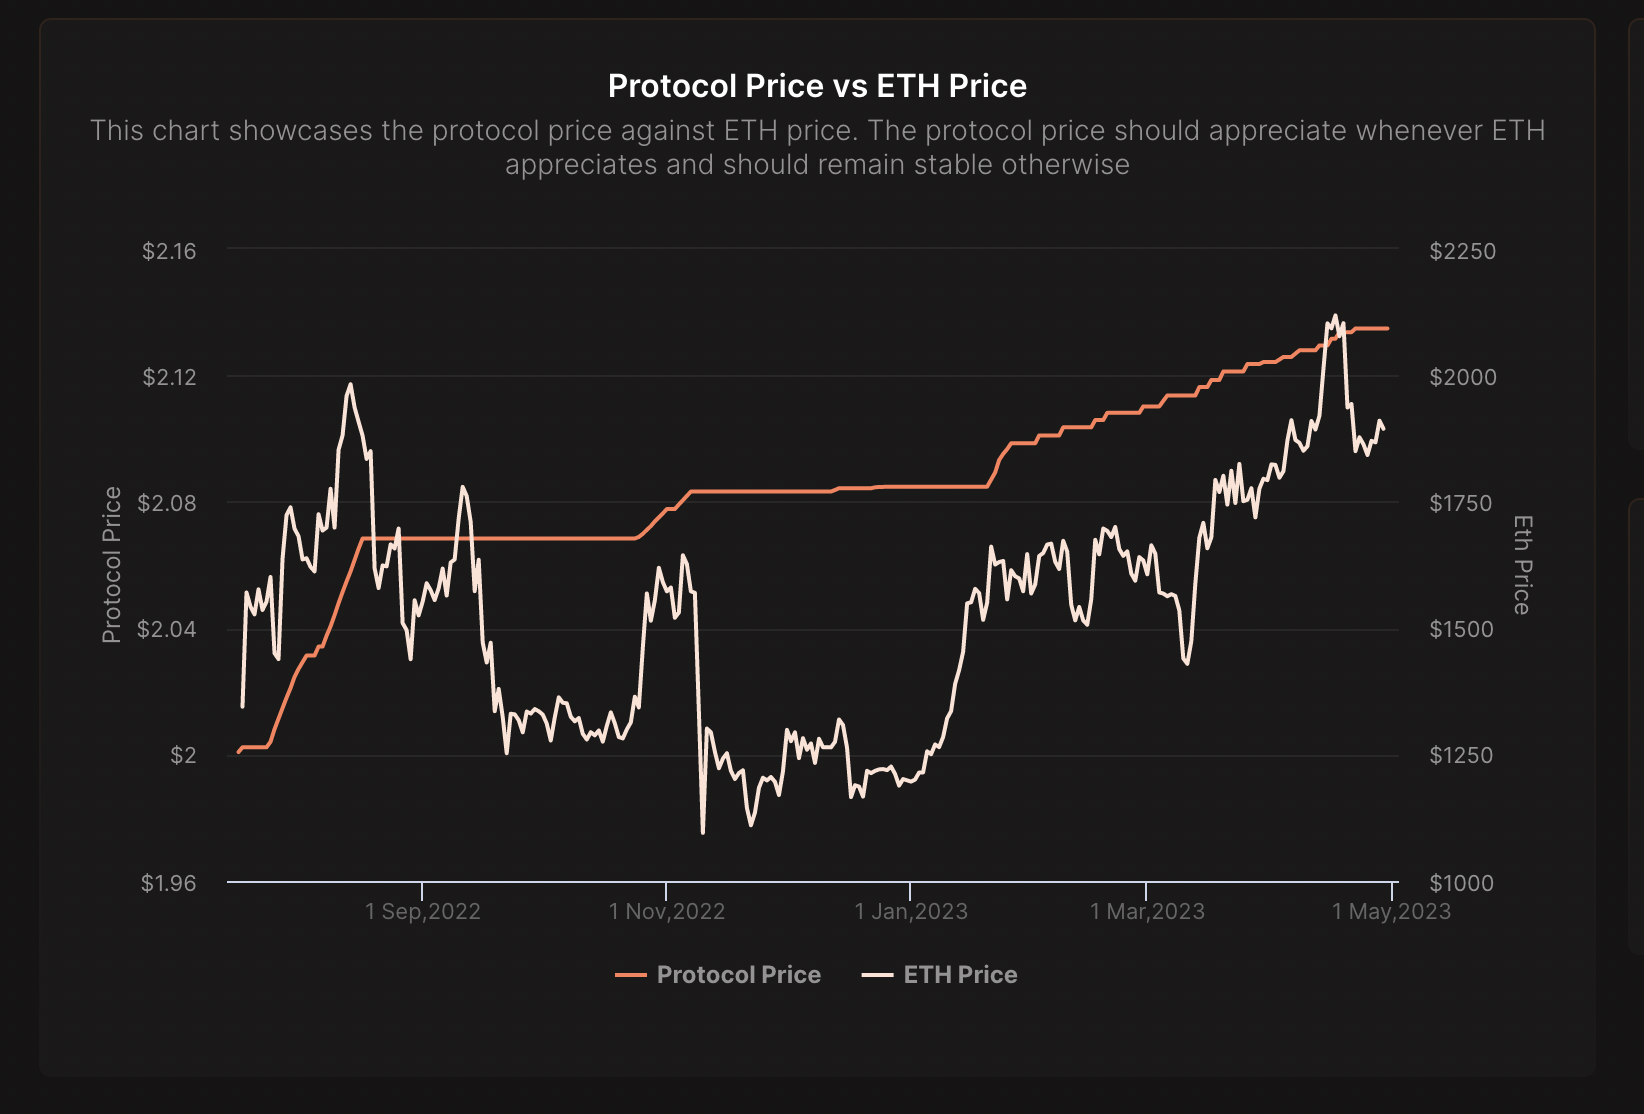 Protocol Price vs ETH Price
This chart showcases the protocol price against ETH price. The protocol price should appreciate whenever ETH
appreciates and should remain stable otherwise
$2.16
$2250
$2.12
$2000
$2.08
$1750
$2.04
$1500
$2
$1250
$1.96
$1000
Protocol Price
Eth Price
1 Sep,2022
1 Nov,2022
1 Jan,2023
1 Mar,2023
1 May,2023
Protocol Price
ETH Price